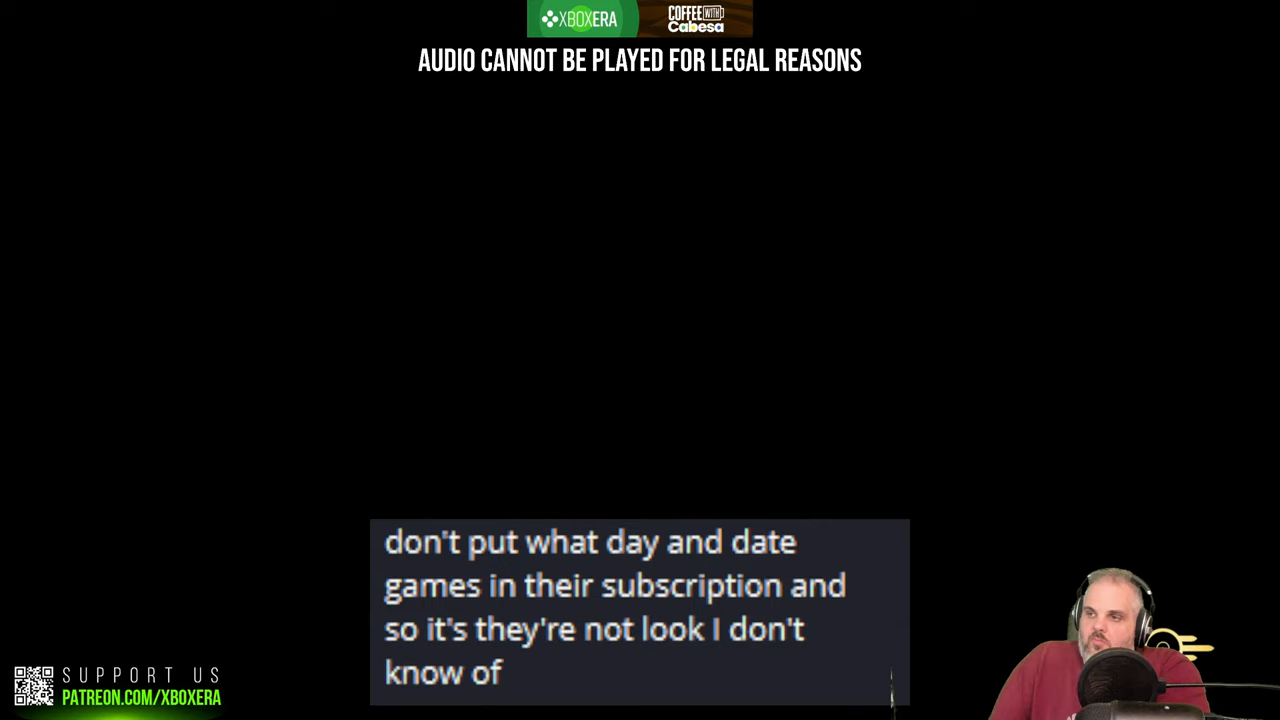 XBOXERA
COFFEE WITH
Cabesa
AUDIO CANNOT BE PLAYED FOR LEGAL REASONS
don't put what day and date
games in their subscription and
so it's they're not look I don't
know of
SUPPORT US
PATREON.COM/XBOXERA